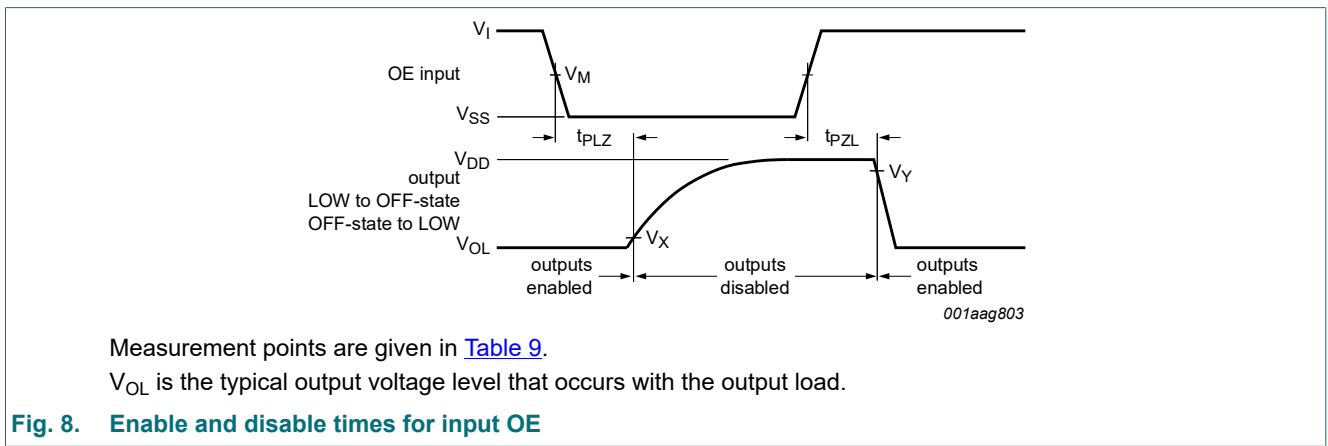 VI
OE input
VM
VSS
tPLZ
tPZL
VDD
output
LOW to OFF-state
OFF-state to LOW
VY
VOL
VX
outputs
enabled
outputs
disabled
outputs
enabled
001aag803
Measurement points are given in Table 9.
VOL is the typical output voltage level that occurs with the output load.
Fig. 8. Enable and disable times for input OE